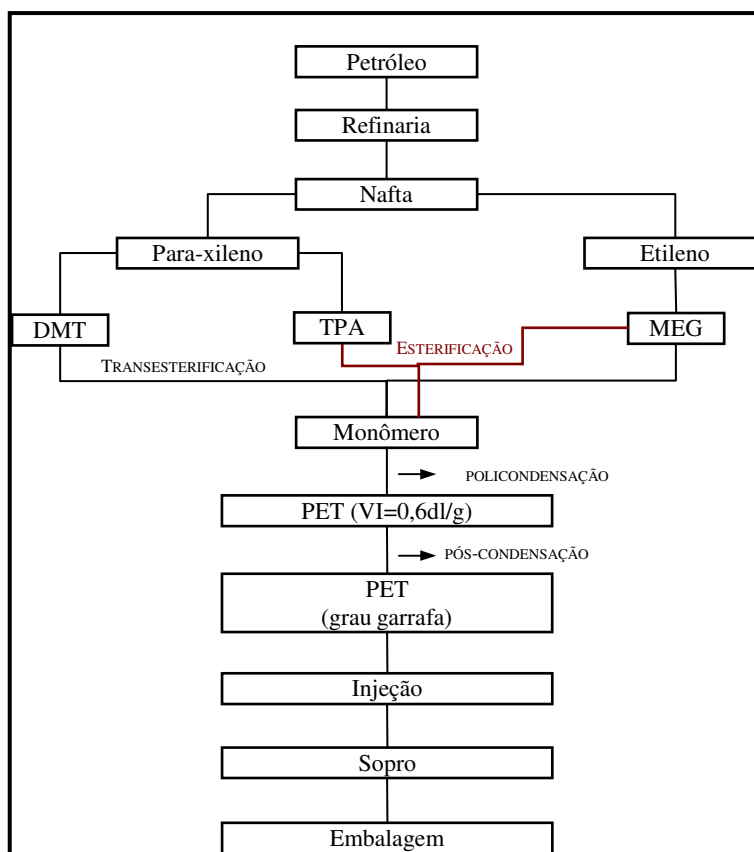 Petróleo
Refinaria
Nafta
Para-xileno
Etileno
DMT
TPA
MEG
ESTERIFICAÇÃO
TRANSESTERIFICAÇÃO
Monômero
POLICONDENSAÇÃO
PET (VI=0,6dl/g)
PÓS-CONDENSAÇÃO
PET
(grau garrafa)
Injeção
Sopro
Embalagem